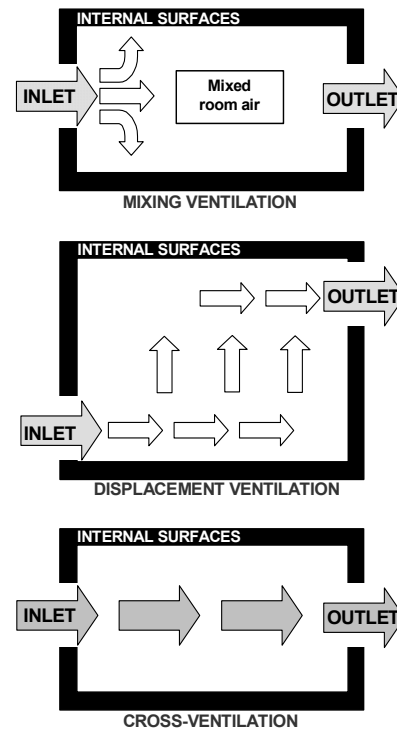 INTERNAL SURFACES
INLET
Mixed
room air
OUTLET
MIXING VENTILATION
INTERNAL SURFACES
OUTLET
INLET
DISPLACEMENT VENTILATION
INTERNAL SURFACES
INLET
OUTLET
CROSS-VENTILATION